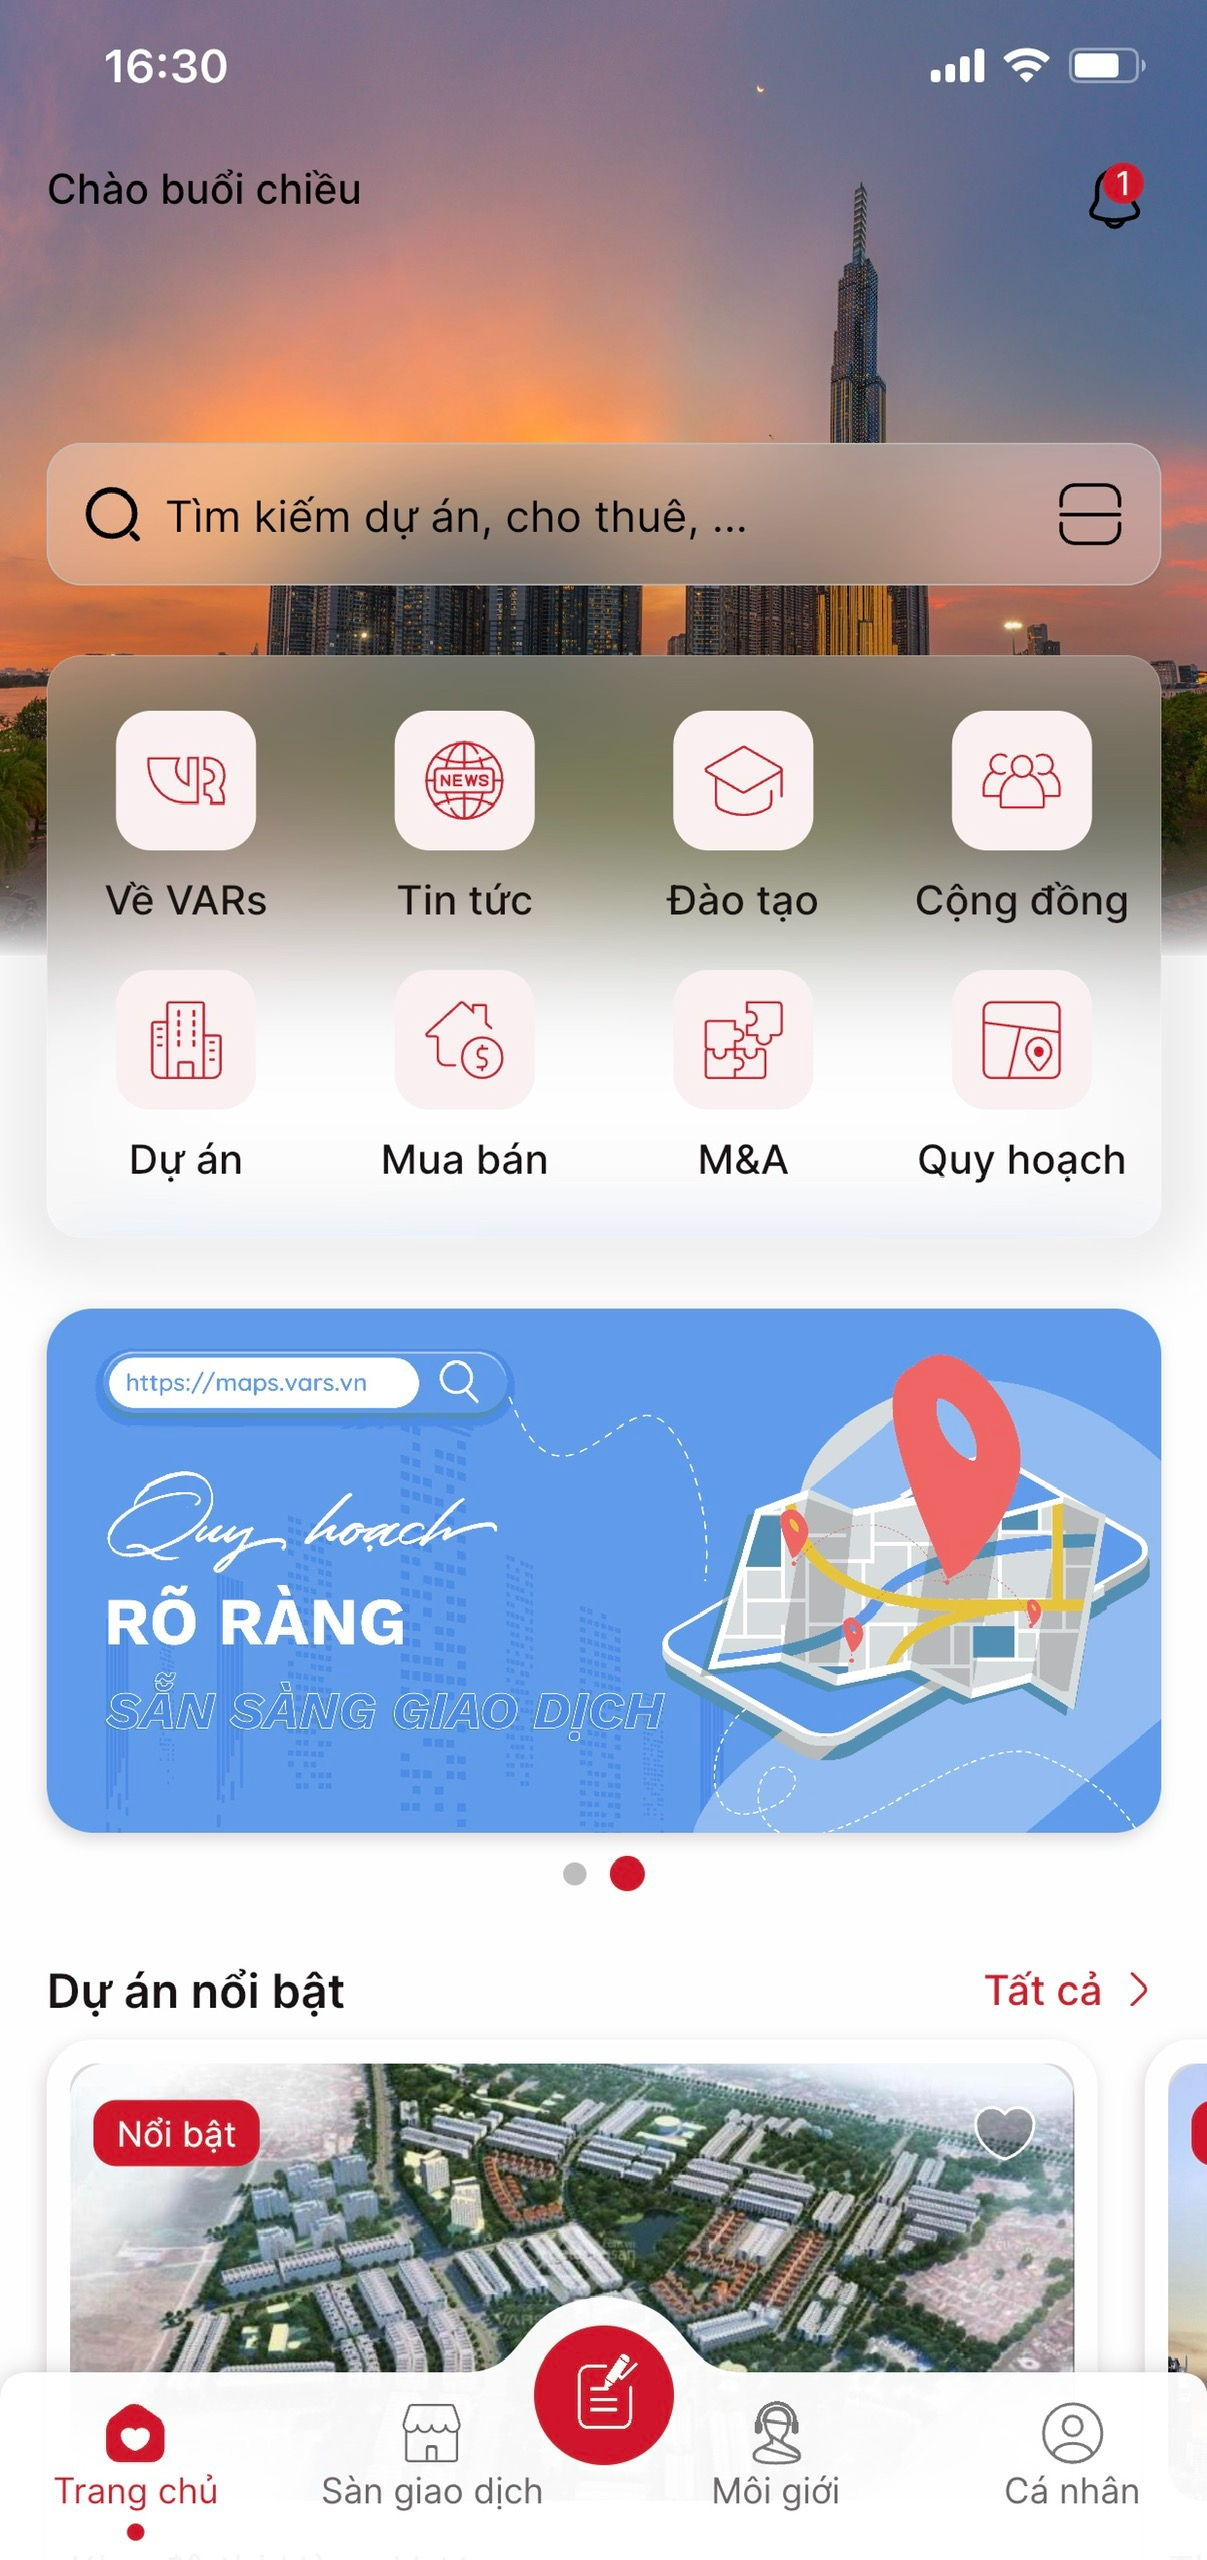 16:30
Chào buổi chiều
1
Tìm kiếm dự án, cho thuê, ...
NEWS
Về VARs
Tin tức
Đào tạo
Cộng đồng
Dự án
Mua bán
M&A
Quy hoạch
https://maps.vars.vn
Quy hoạch
RÕ RÀNG
SẴN SÀNG GIAO DỊCH
Dự án nổi bật
Tất cả
Nổi bật
Trang chủ
Sàn giao dịch
Môi giới
Cá nhân